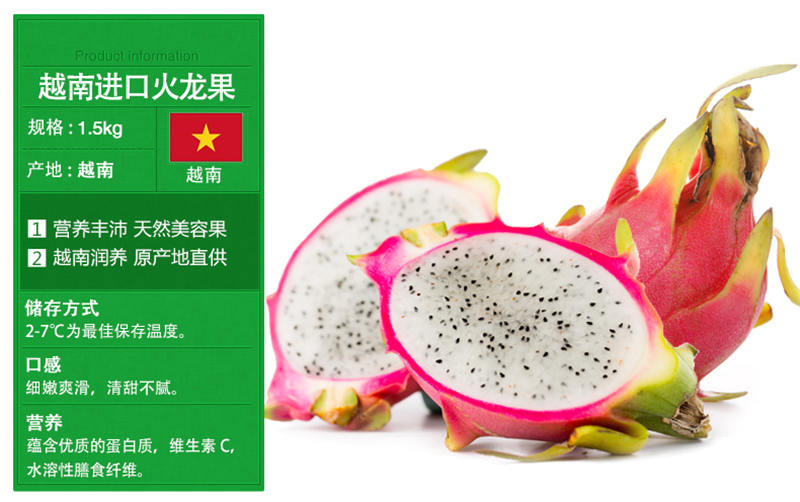 Product information
越南进口火龙果
规格：1.5kg
产地：越南
越南
1 营养丰沛 天然美容果
2 越南润养 原产地直供
储存方式
2-7℃为最佳保存温度。
口感
细嫩爽滑，清甜不腻。
营养
蕴含优质的蛋白质，维生素 C，
水溶性膳食纤维。